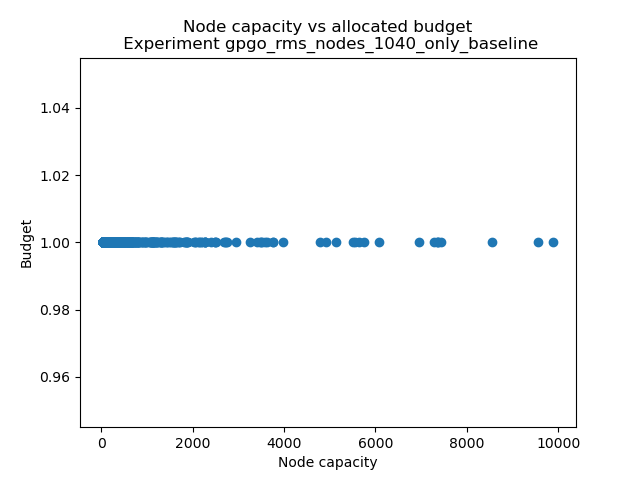 Node capacity vs allocated budget
Experiment gpgo_rms_nodes_1040_only_baseline
1.04
1.02
1.00
0.98
0.96
Budget
0
2000
4000
6000
8000
10000
Node capacity